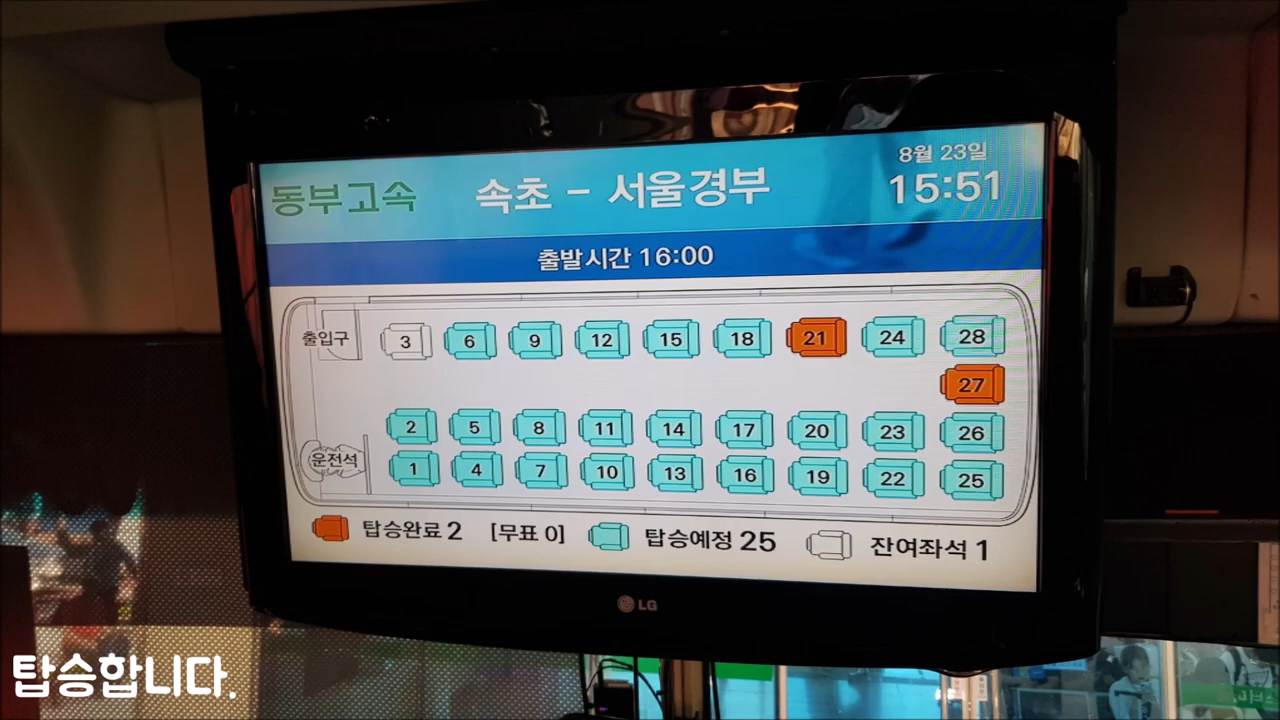 8월 23일
동부고속 속초 - 서울경부 15:51
출발시간 16:00
출입구 3 6 9 12 15 18 21 24 28
27
2 5 8 11 14 17 20 23 26
운전석 1 4 7 10 13 16 19 22 25
탑승완료 2 [무표 0] 탑승예정 25 잔여좌석 1
LG
탑승합니다.